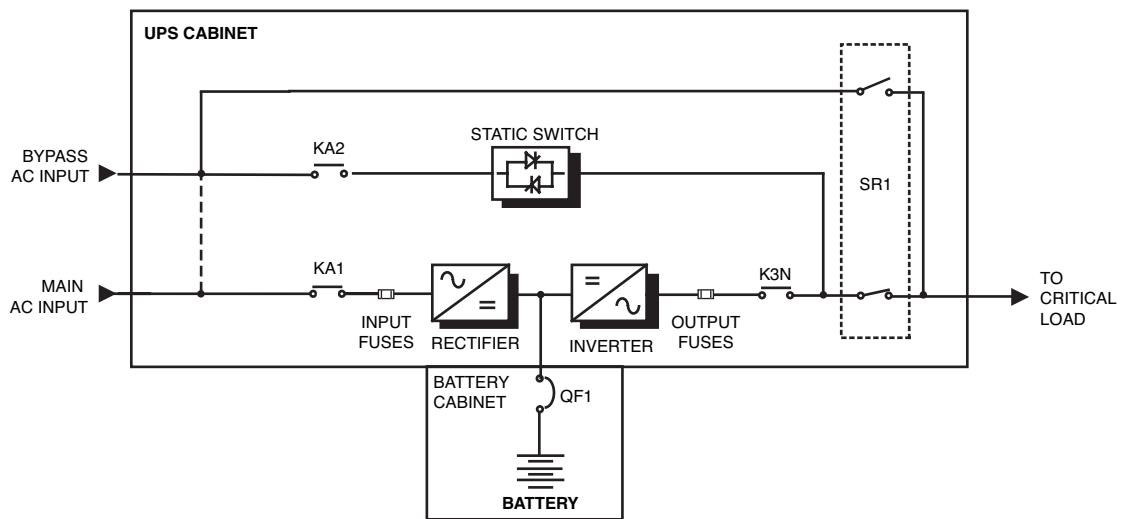 UPS CABINET
STATIC SWITCH
BYPASS
AC INPUT
KA2
SR1
MAIN
AC INPUT
KA1
K3N
TO
CRITICAL
LOAD
INPUT
FUSES
RECTIFIER
INVERTER
OUTPUT
FUSES
BATTERY
CABINET
QF1
BATTERY